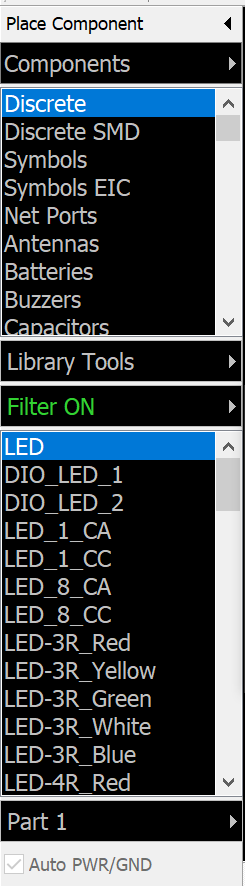 Place Component
Components
Discrete
Discrete SMD
Symbols
Symbols EIC
Net Ports
Antennas
Batteries
Buzzers
Capacitors
Library Tools
Filter ON
LED
DIO_LED_1
DIO_LED_2
LED_1_CA
LED_1_CC
LED_8_CA
LED_8_CC
LED-3R_Red
LED-3R_Yellow
LED-3R_Green
LED-3R_White
LED-3R_Blue
LED-4R_Red
Part 1
Auto PWR/GND